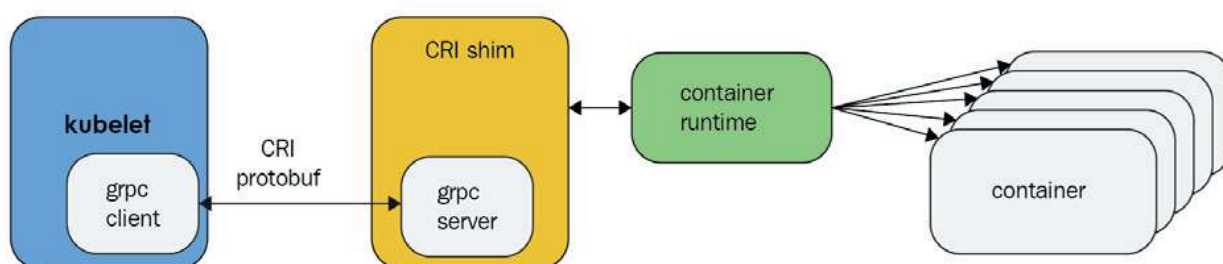 kubelet
grpc
client
CRI
protobuf
CRI shim
grpc
server
container
runtime
container